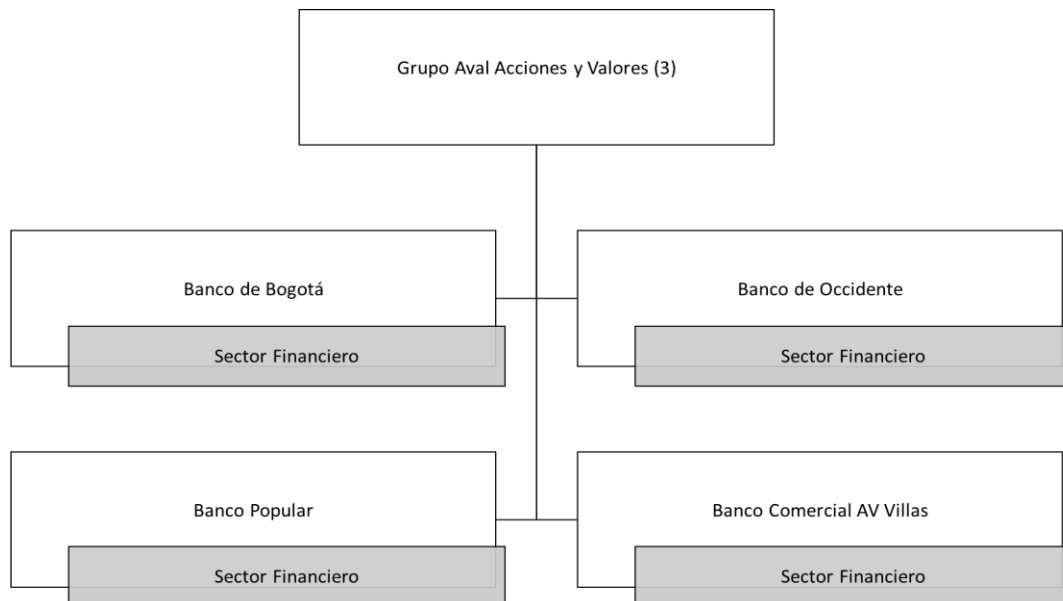 Grupo Aval Acciones y Valores (3)
Banco de Bogotá
Sector Financiero
Banco de Occidente
Sector Financiero
Banco Popular
Sector Financiero
Banco Comercial AV Villas
Sector Financiero